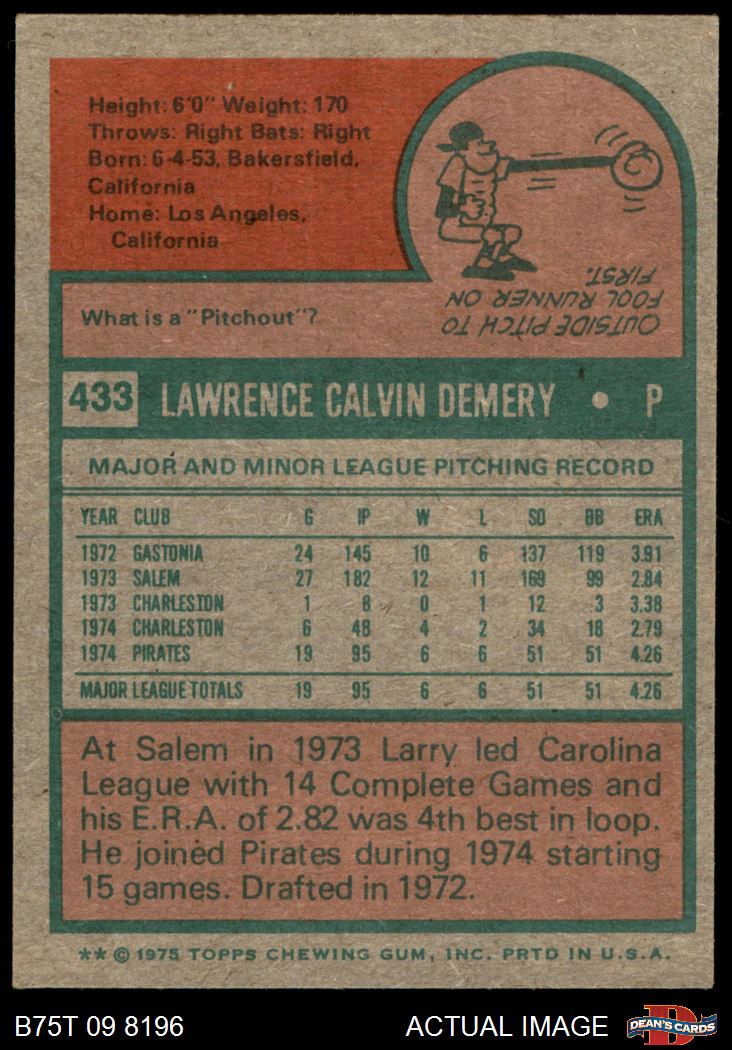 Height: 6'0" Weight: 170
Throws: Right Bats: Right
Born: 6-4-53, Bakersfield,
California
Home: Los Angeles,
California
What is a "Pitchout"?
OUTSIDE PITCH TO
FOOL RUNNER ON
FIRST.
433 LAWRENCE CALVIN DEMERY • P
MAJOR AND MINOR LEAGUE PITCHING RECORD
YEAR CLUB G IP W L SO BB ERA
1972 GASTONIA 24 145 10 6 137 119 3.91
1973 SALEM 27 182 12 11 169 99 2.84
1973 CHARLESTON 1 8 0 1 12 3 3.38
1974 CHARLESTON 6 48 4 2 34 18 2.79
1974 PIRATES 19 95 6 6 51 51 4.26
MAJOR LEAGUE TOTALS 19 95 6 6 51 51 4.26
At Salem in 1973 Larry led Carolina
League with 14 Complete Games and
his E.R.A. of 2.82 was 4th best in loop.
He joined Pirates during 1974 starting
15 games. Drafted in 1972.
** © 1975 TOPPS CHEWING GUM, INC. PRTD IN U.S.A.
B75T 09 8196 ACTUAL IMAGE DEAN'S CARDS